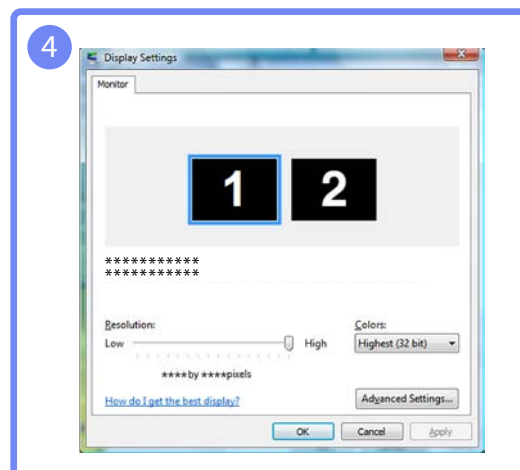 4
Display Settings
Monitor
1 2
***********
***********
Resolution:
Low High
****by ****pixels
Colors:
Highest (32 bit)
How do I get the best display?
Advanced Settings...
OK Cancel Apply